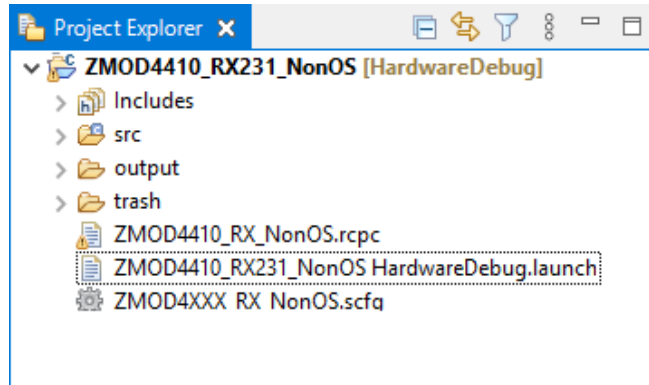 Project Explorer
ZMOD4410_RX231_NonOS [HardwareDebug]
Includes
src
output
trash
ZMOD4410_RX_NonOS.rcpc
ZMOD4410_RX231_NonOS HardwareDebug.launch
ZMOD4XXX_RX_NonOS.scfg